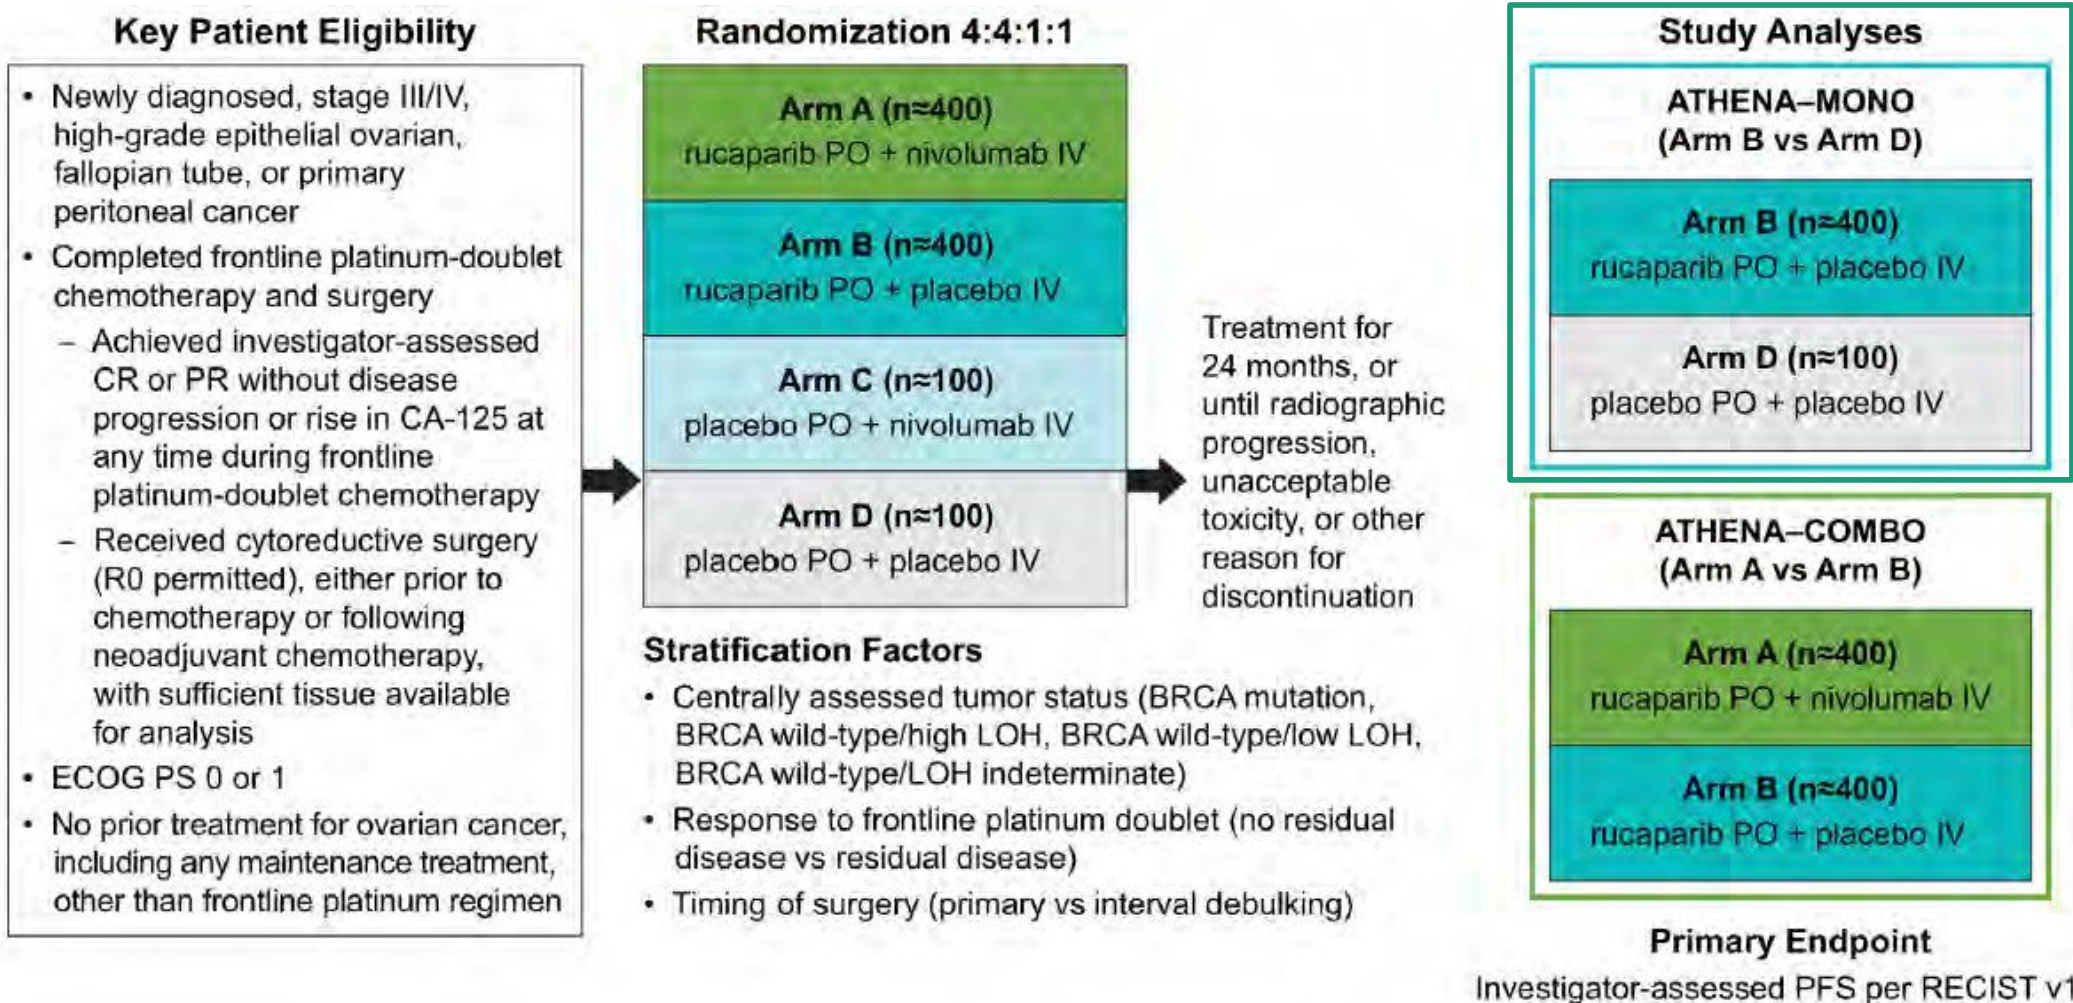 Key Patient Eligibility
• Newly diagnosed, stage III/IV,
high-grade epithelial ovarian,
fallopian tube, or primary
peritoneal cancer
• Completed frontline platinum-doublet
chemotherapy and surgery
– Achieved investigator-assessed
CR or PR without disease
progression or rise in CA-125 at
any time during frontline
platinum-doublet chemotherapy
– Received cytoreductive surgery
(R0 permitted), either prior to
chemotherapy or following
neoadjuvant chemotherapy,
with sufficient tissue available
for analysis
• ECOG PS 0 or 1
• No prior treatment for ovarian cancer,
including any maintenance treatment,
other than frontline platinum regimen
Randomization 4:4:1:1
Arm A (n≈400)
rucaparib PO + nivolumab IV
Arm B (n≈400)
rucaparib PO + placebo IV
Arm C (n≈100)
placebo PO + nivolumab IV
Arm D (n≈100)
placebo PO + placebo IV
Stratification Factors
• Centrally assessed tumor status (BRCA mutation,
BRCA wild-type/high LOH, BRCA wild-type/low LOH,
BRCA wild-type/LOH indeterminate)
• Response to frontline platinum doublet (no residual
disease vs residual disease)
• Timing of surgery (primary vs interval debulking)
Treatment for
24 months, or
until radiographic
progression,
unacceptable
toxicity, or other
reason for
discontinuation
Study Analyses
ATHENA–MONO
(Arm B vs Arm D)
Arm B (n≈400)
rucaparib PO + placebo IV
Arm D (n≈100)
placebo PO + placebo IV
ATHENA–COMBO
(Arm A vs Arm B)
Arm A (n≈400)
rucaparib PO + nivolumab IV
Arm B (n≈400)
rucaparib PO + placebo IV
Primary Endpoint
Investigator-assessed PFS per RECIST v1